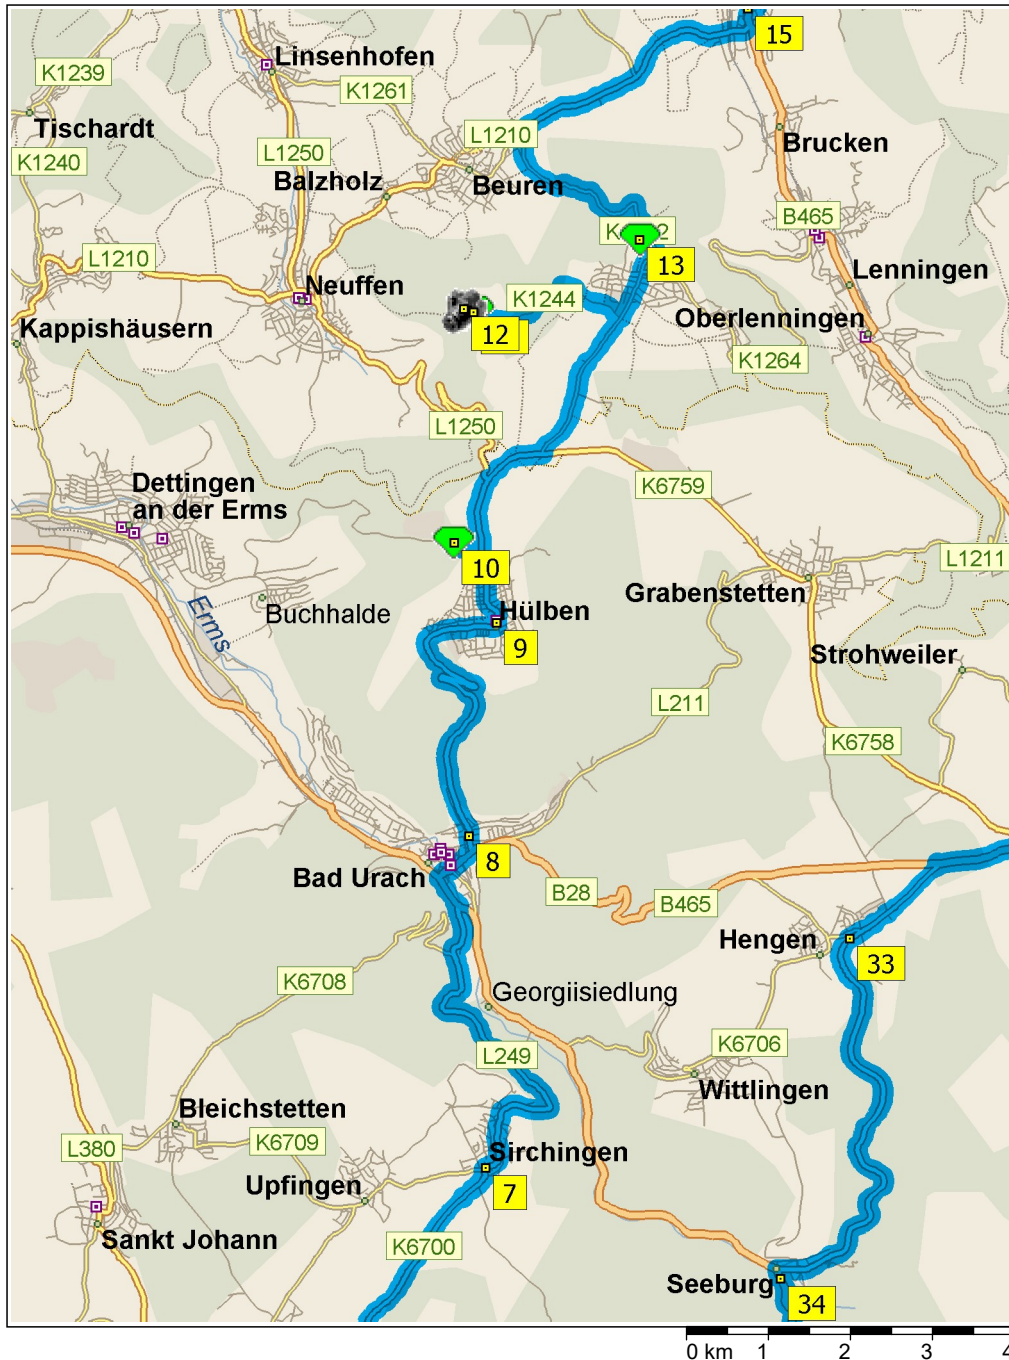 15
Linsenhofen
K1239
K1261
Tischardt
L1210
Brucken
K1240
L1250
Balzholz
Beuren
B465
L1210
13
Lenningen
Neuffen
K1244
Kappishäusern
12
Oberlenningen
K1264
L1250
Dettingen
an der Erms
K6759
L1211
10
Grabenstetten
Buchhalde
Hülben
Erms
9
Strohweiler
L211
K6758
8
Bad Urach
B28
B465
Hengen
33
K6708
Georgiisiedlung
K6706
L249
Wittlingen
Bleichstetten
K6709
L380
Sirchingen
Upfingen
7
Sankt Johann
K6700
Seeburg
34
0 km 1 2 3 4